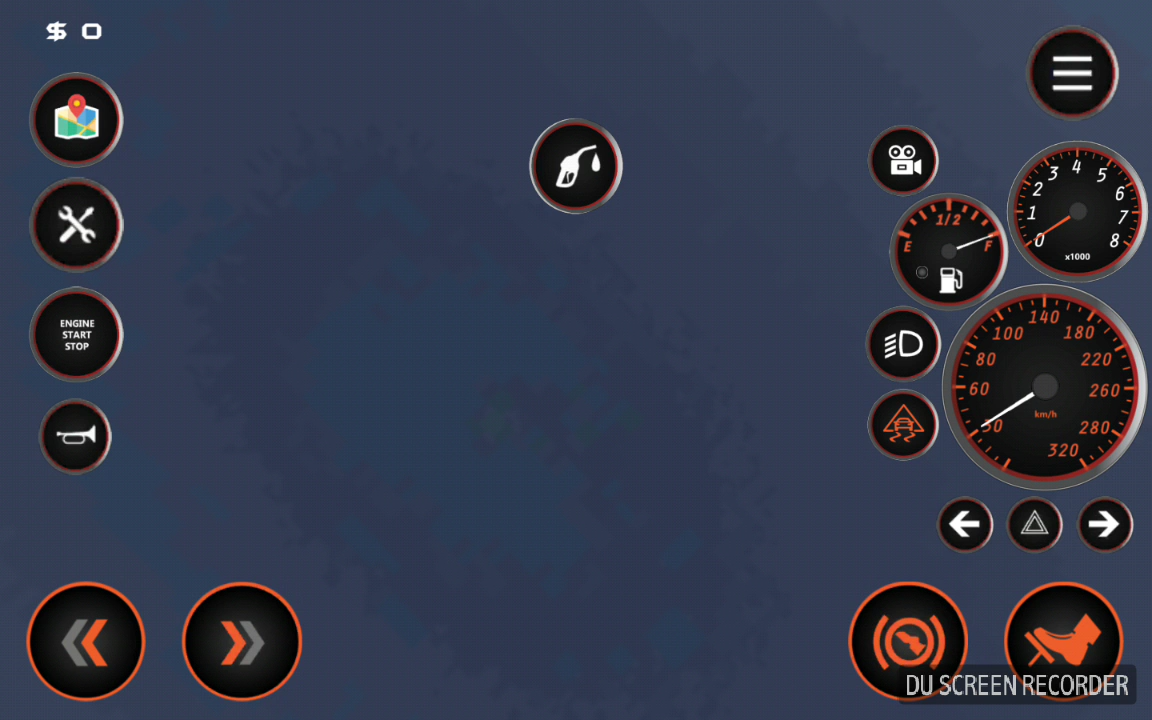 $ 0
ENGINE
START
STOP
E 1/2 F
0 1 2 3 4 5 6 7 8
x1000
60 80 100 140 180 220 260 280 320
km/h
DU SCREEN RECORDER